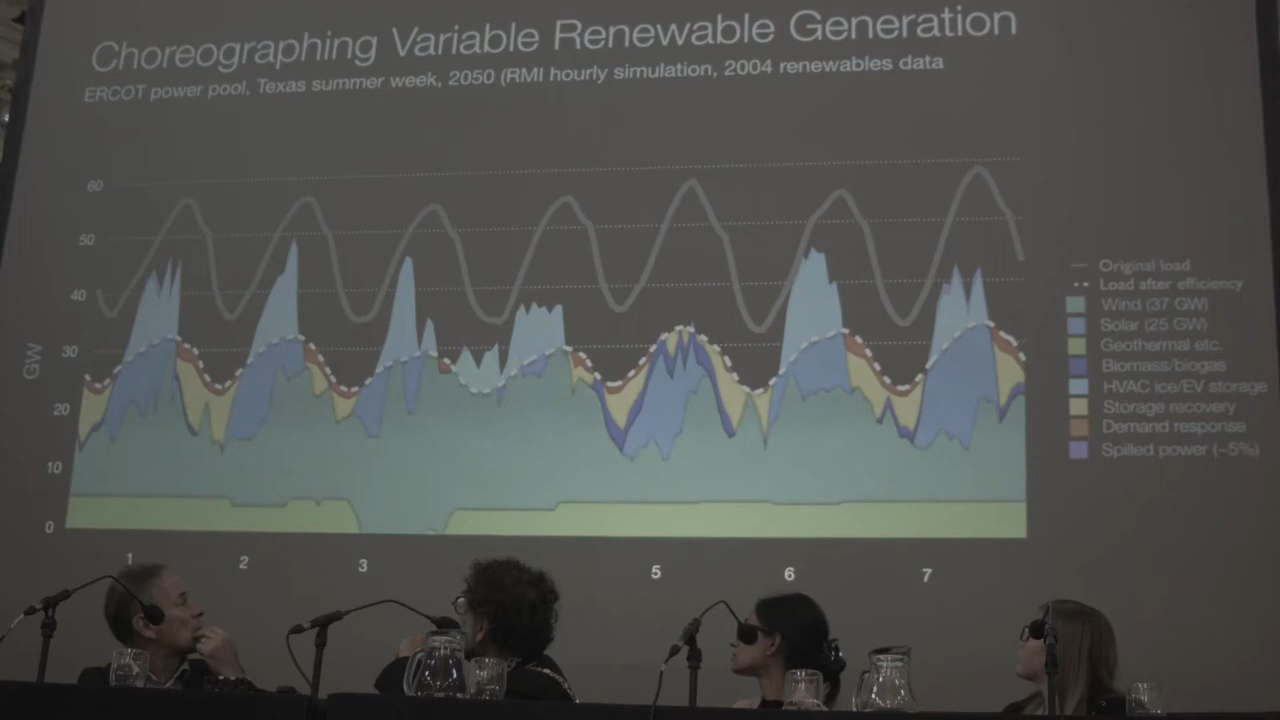 Choreographing Variable Renewable Generation
ERCOT power pool, Texas summer week, 2050 (RMI hourly simulation, 2004 renewables data
60
50
40
30
20
10
0
GW
1
2
3
5
6
7
Original load
Load after efficiency
Wind (37 GW)
Solar (25 GW)
Geothermal etc.
Biomass/biogas
HVAC ice/EV storage
Storage recovery
Demand response
Spilled power (~5%)